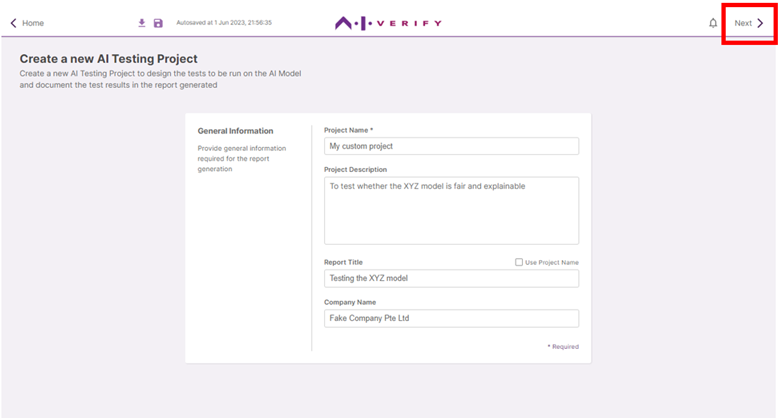 Home
Autosaved at 1 Jun 2023, 21:56:35
A.I. VERIFY
Next
Create a new AI Testing Project
Create a new AI Testing Project to design the tests to be run on the AI Model
and document the test results in the report generated
General Information
Provide general information
required for the report
generation
Project Name *
My custom project
Project Description
To test whether the XYZ model is fair and explainable
Report Title
Use Project Name
Testing the XYZ model
Company Name
Fake Company Pte Ltd
* Required